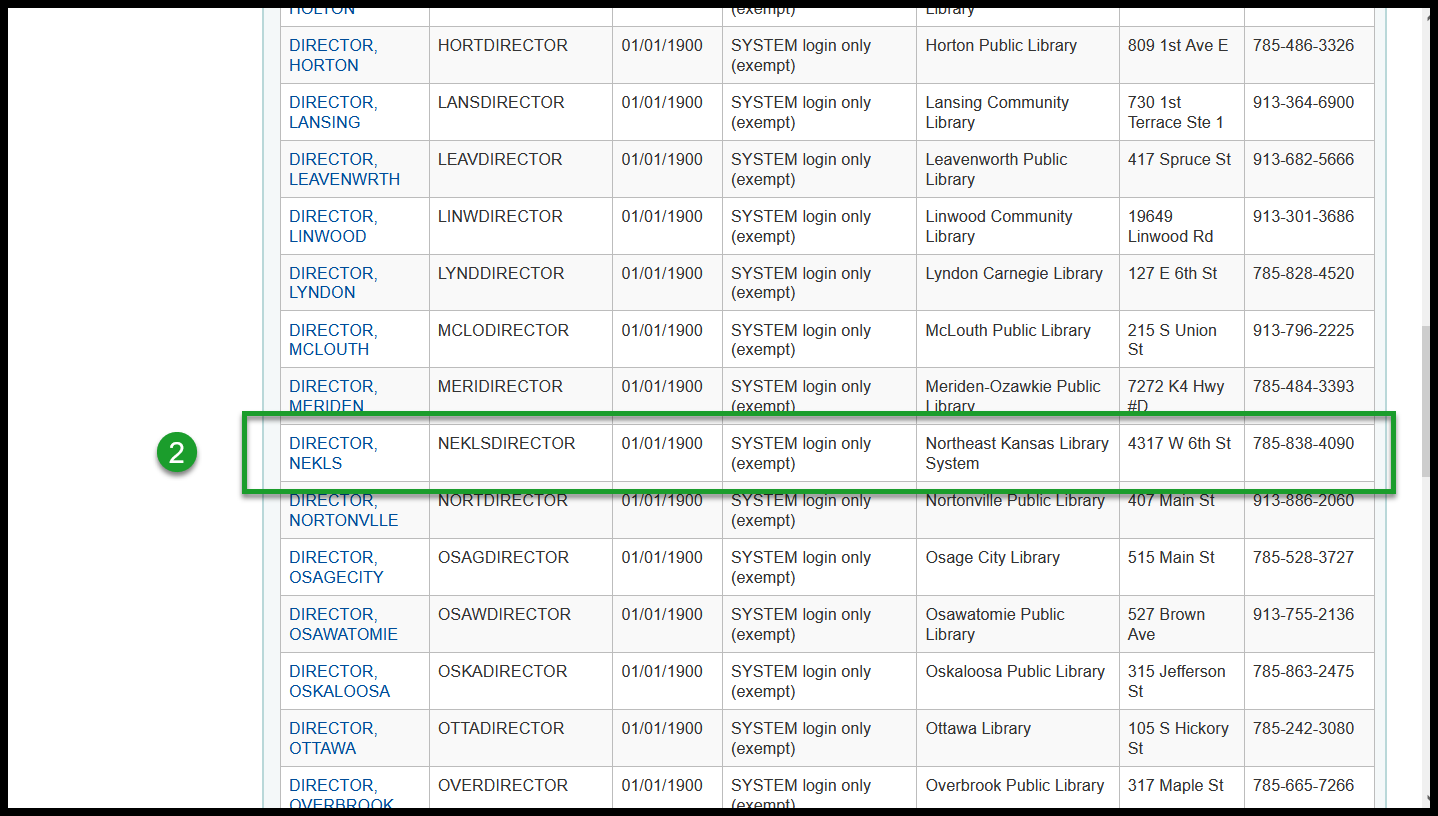 HOLTON (exempt) Library
DIRECTOR, HORTDIRECTOR 01/01/1900 SYSTEM login only Horton Public Library 809 1st Ave E 785-486-3326
HORTON (exempt)
DIRECTOR, LANSDIRECTOR 01/01/1900 SYSTEM login only Lansing Community 730 1st 913-364-6900
LANSING (exempt) Library Terrace Ste 1
DIRECTOR, LEAVDIRECTOR 01/01/1900 SYSTEM login only Leavenworth Public 417 Spruce St 913-682-5666
LEAVENWRTH (exempt) Library
DIRECTOR, LINWDIRECTOR 01/01/1900 SYSTEM login only Linwood Community 19649 913-301-3686
LINWOOD (exempt) Library Linwood Rd
DIRECTOR, LYNDDIRECTOR 01/01/1900 SYSTEM login only Lyndon Carnegie Library 127 E 6th St 785-828-4520
LYNDON (exempt)
DIRECTOR, MCLODIRECTOR 01/01/1900 SYSTEM login only McLouth Public Library 215 S Union 913-796-2225
MCLOUTH (exempt) St
DIRECTOR, MERIDIRECTOR 01/01/1900 SYSTEM login only Meriden-Ozawkie Public 7272 K4 Hwy 785-484-3393
MERIDEN (exempt) Library #D
2 DIRECTOR, NEKLSDIRECTOR 01/01/1900 SYSTEM login only Northeast Kansas Library 4317 W 6th St 785-838-4090
NEKLS (exempt) System
DIRECTOR, NORTDIRECTOR 01/01/1900 SYSTEM login only Nortonville Public Library 407 Main St 913-886-2060
NORTONVLLE (exempt)
DIRECTOR, OSAGDIRECTOR 01/01/1900 SYSTEM login only Osage City Library 515 Main St 785-528-3727
OSAGECITY (exempt)
DIRECTOR, OSAWDIRECTOR 01/01/1900 SYSTEM login only Osawatomie Public 527 Brown 913-755-2136
OSAWATOMIE (exempt) Library Ave
DIRECTOR, OSKADIRECTOR 01/01/1900 SYSTEM login only Oskaloosa Public Library 315 Jefferson 785-863-2475
OSKALOOSA (exempt) St
DIRECTOR, OTTADIRECTOR 01/01/1900 SYSTEM login only Ottawa Library 105 S Hickory 785-242-3080
OTTAWA (exempt) St
DIRECTOR, OVERDIRECTOR 01/01/1900 SYSTEM login only Overbrook Public Library 317 Maple St 785-665-7266
OVERBROOK (exempt)